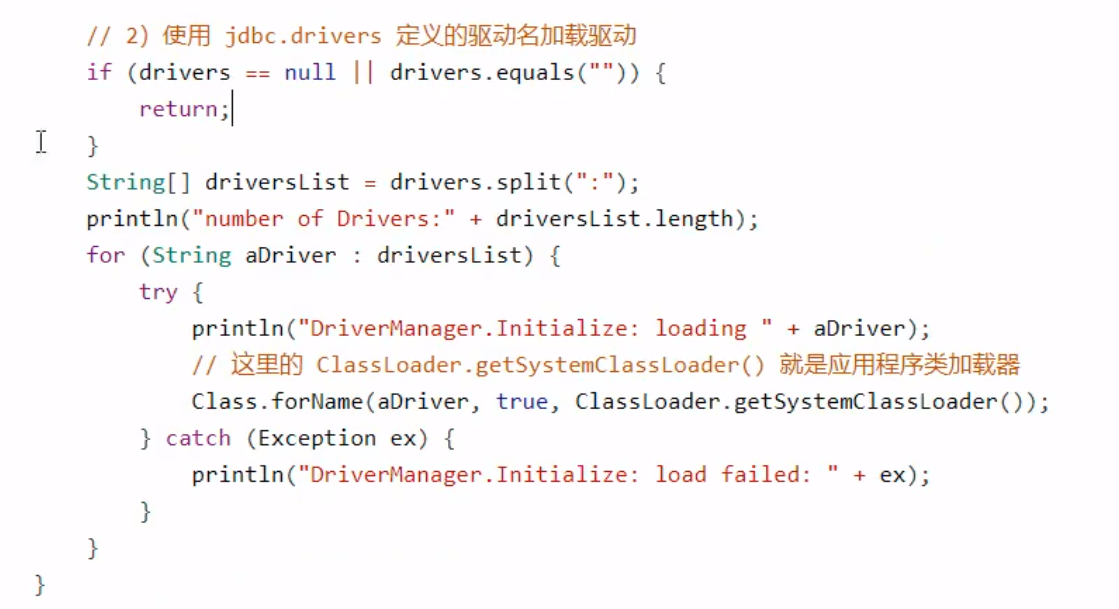 // 2）使用 jdbc.drivers 定义的驱动名加载驱动
if (drivers == null || drivers.equals("")) {
return;
}
String[] driversList = drivers.split(":");
println("number of Drivers:" + driversList.length);
for (String aDriver : driversList) {
try {
println("DriverManager.Initialize: loading " + aDriver);
// 这里的 ClassLoader.getSystemClassLoader() 就是应用程序类加载器
Class.forName(aDriver, true, ClassLoader.getSystemClassLoader());
} catch (Exception ex) {
println("DriverManager.Initialize: load failed: " + ex);
}
}
}